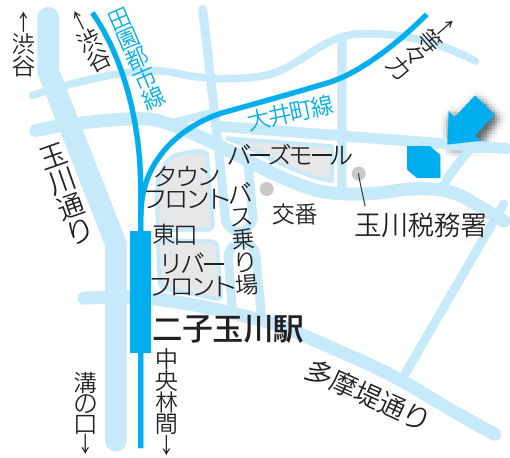 ←渋谷
←渋谷
田園都市線
→等々力
大井町線
バーズモール
玉川通り
タウン
フロント
バス乗り場
交番
玉川税務署
東口
リバー
フロント
二子玉川駅
溝の口→
中央林間→
多摩堤通り